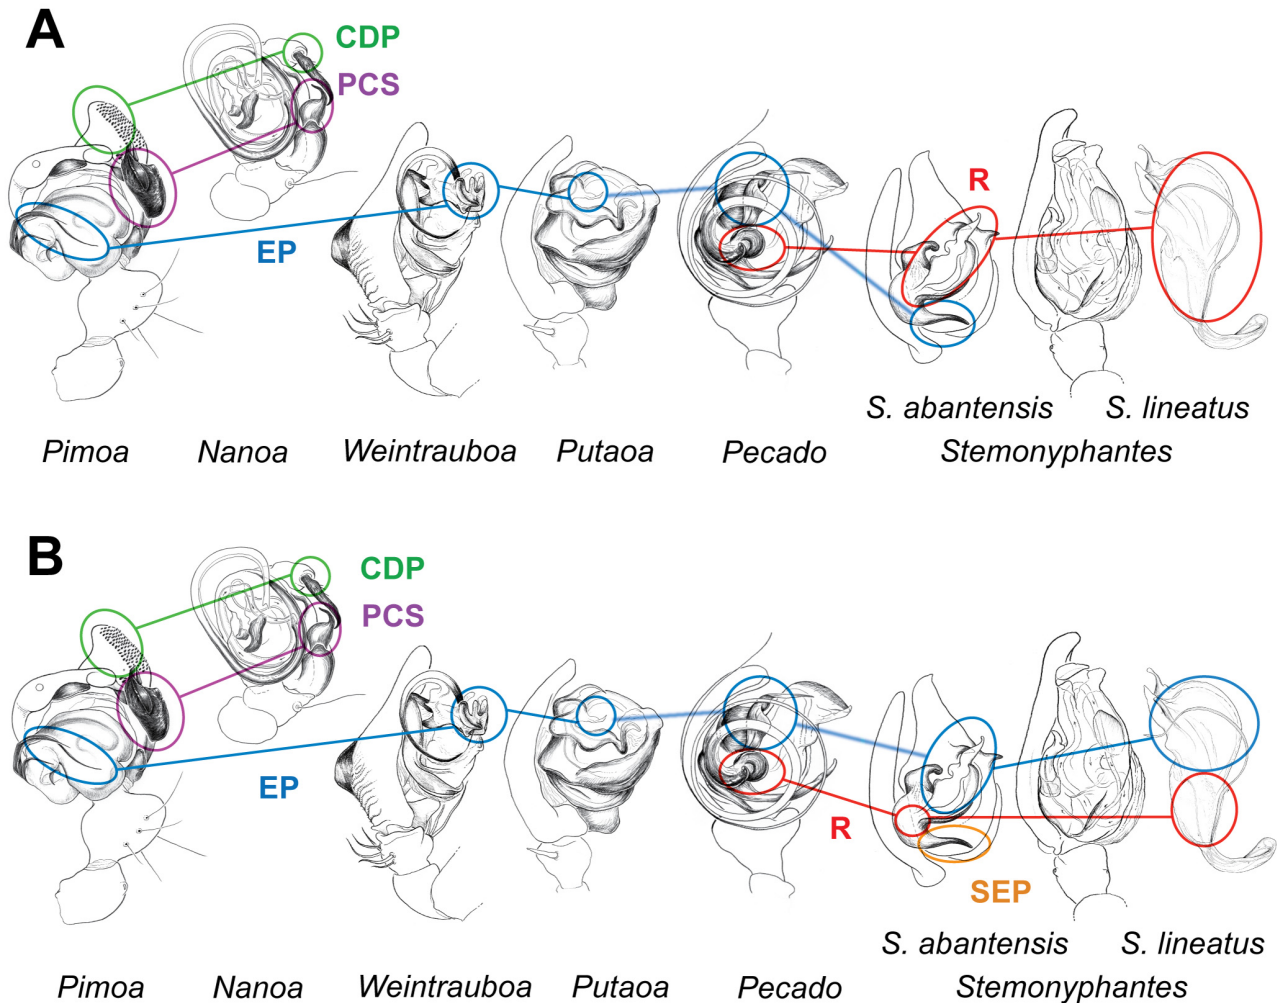 A
CDP
PCS
R
EP
S. abantensis S. lineatus
Pimoa Nanoa Weintrauboa Putaoa Pecado Stemonyphantes
B
CDP
PCS
EP
R
SEP
S. abantensis S. lineatus
Pimoa Nanoa Weintrauboa Putaoa Pecado Stemonyphantes